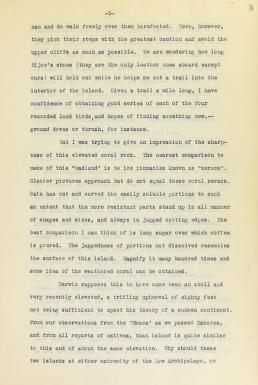 5
-5-
can and do walk freely over them barefooted. Here, however,
they pick their steps with the greatest caution and avoid the
upper cliffs as much as possible. We are wondering how long
Hijos's shoes (they are the only leather ones aboard except
ours) will hold out while he helps me cut a trail into the
interior of the island. Given a trail a mile long, I have
confidence of obtaining good series of each of the four
recorded land birds, and hopes of finding something new,--
ground doves or thrush, for instance.
But I was trying to give an impression of the sharp-
ness of this elevated coral rock. The nearest comparison to
make of this "badland" is to ice pinnacles known as "seracs".
Glacier pictures approach but do not equal these coral seracs.
Rain has cut and carved the easily soluble portions to such
an extent that the more resistant parts stand up in all manner
of shapes and sizes, and always in jagged cutting edges. The
best comparison I can think of is lump sugar over which coffee
is poured. The jaggedness of portions not dissolved resembles
the surface of this island. Magnify it many hundred times and
some idea of the weathered coral can be obtained.
Darwin supposes this to have once been an atoll and
very recently elevated, a trifling upheaval of eighty feet
not being sufficient to upset his theory of a sunken continent.
From our observations from the "Mauna" as we passed Makatea,
and from all reports of natives, that island is quite similar
to this and of about the same elevation. Why should these
two islands at either extremity of the Low Archipelago, or